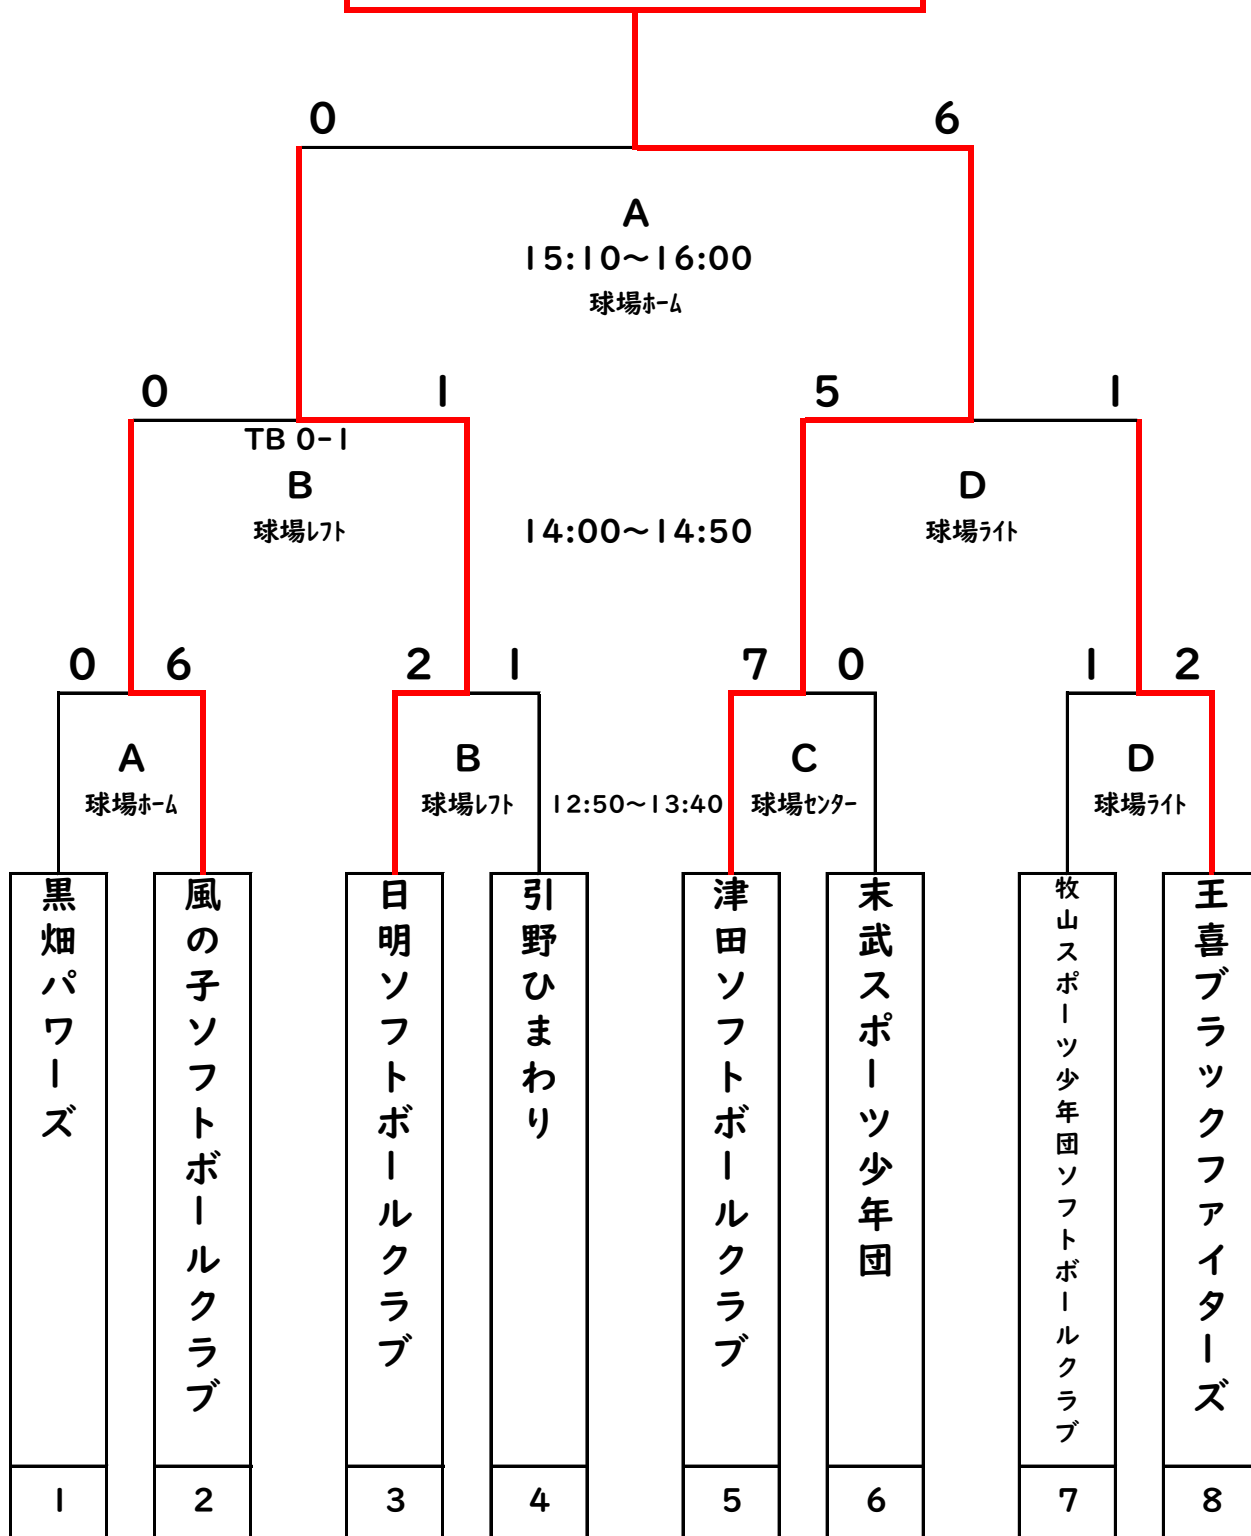 0 6
A
15:10～16:00
球場ホーム
0 1 5 1
TB 0-1
B D
球場レフト 14:00～14:50 球場ライト
0 6 2 1 7 0 1 2
A B C D
球場ホーム 球場レフト 12:50～13:40 球場センター 球場ライト
黒畑パワーズ
風の子ソフトボールクラブ
日明ソフトボールクラブ
引野ひまわり
津田ソフトボールクラブ
末武スポーツ少年団
牧山スポーツ少年団ソフトボールクラブ
王喜ブラックファイターズ
1 2 3 4 5 6 7 8